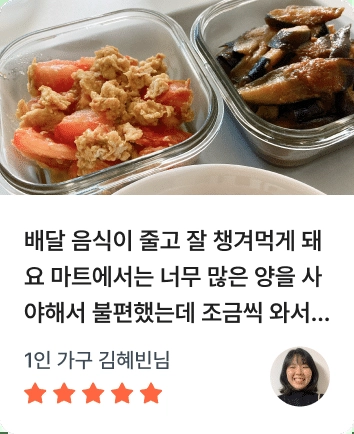 배달 음식이 줄고 잘 챙겨먹게 돼
요 마트에서는 너무 많은 양을 사
야해서 불편했는데 조금씩 와서...
1인 가구 김혜빈님